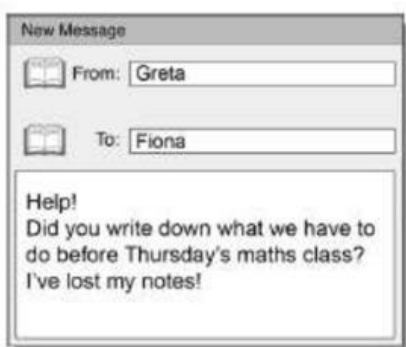 New Message
From: Greta
To: Fiona
Help!
Did you write down what we have to
do before Thursday's maths class?
I've lost my notes!